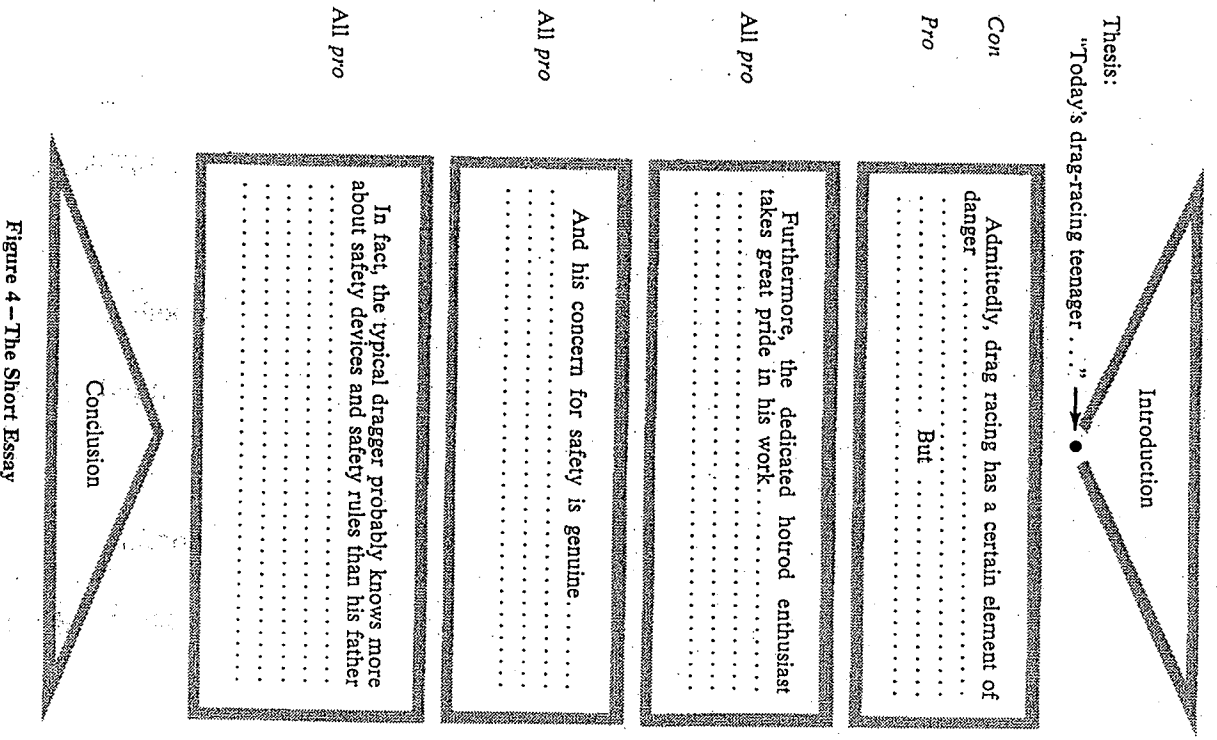 Introduction
Thesis:
"Today's drag-racing teenager . . ."
Con
Pro
Admittedly, drag racing has a certain element of
danger . . . . . . . . . . . . . . . . . . . . . . . . . . . . . .
. . . . . . . . . . . . . . . . . . . . . . . . . . . . . . . . . .
. . . . . . . . . . . . . . . . . But . . . . . . . . . . . . . . .
All pro
Furthermore, the dedicated hotrod enthusiast
takes great pride in his work. . . . . . . . . . . . . . .
. . . . . . . . . . . . . . . . . . . . . . . . . . . . . . . . . .
. . . . . . . . . . . . . . . . . . . . . . . . . . . . . . . . . .
. . . . . . . . . . . . . . . . . . . . . . . . . . . . . . . . . .
All pro
And his concern for safety is genuine. . . . . . . .
. . . . . . . . . . . . . . . . . . . . . . . . . . . . . . . . . .
. . . . . . . . . . . . . . . . . . . . . . . . . . . . . . . . . .
. . . . . . . . . . . . . . . . . . . . . . . . . . . . . . . . . .
All pro
In fact, the typical dragger probably knows more
about safety devices and safety rules than his father
. . . . . . . . . . . . . . . . . . . . . . . . . . . . . . . . . .
. . . . . . . . . . . . . . . . . . . . . . . . . . . . . . . . . .
. . . . . . . . . . . . . . . . . . . . . . . . . . . . . . . . . .
. . . . . . . . . . . . . . . . . . . . . . . . . . . . . . . . . .
. . . . . . . . . . . . . . . . . . . . . . . . . . . . . . . . . .
Conclusion
Figure 4–The Short Essay